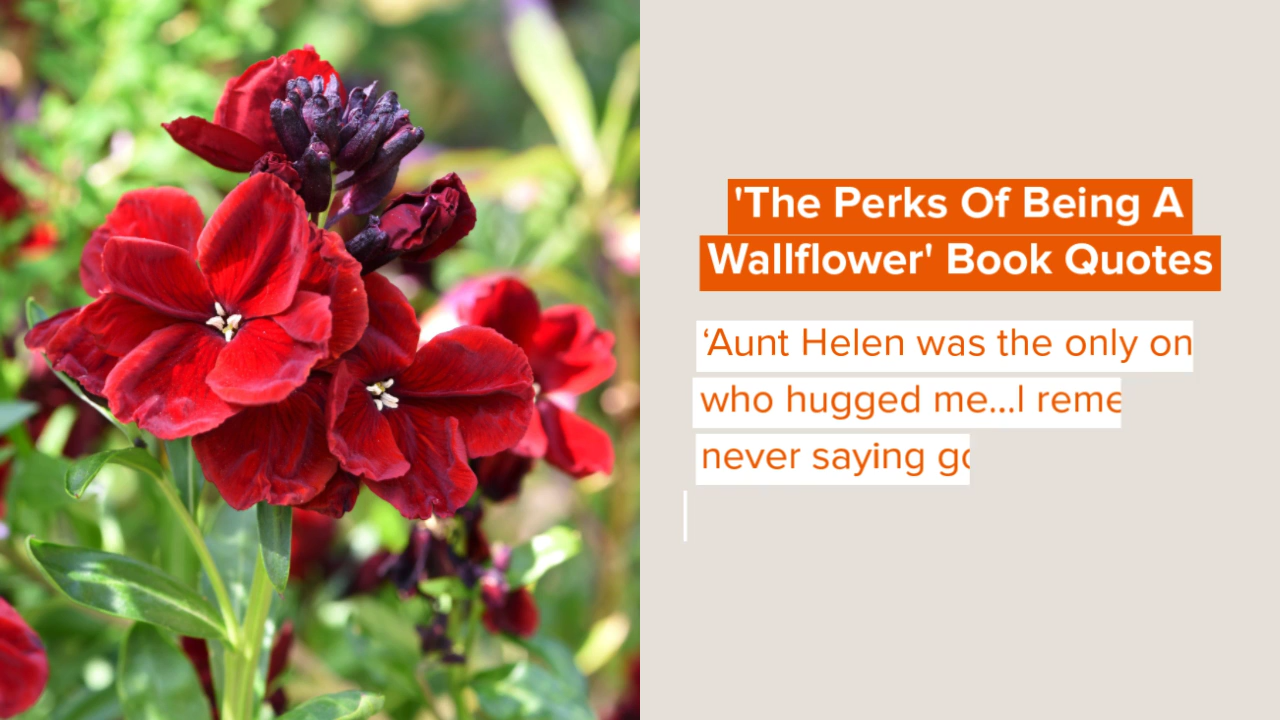 'The Perks Of Being A
Wallflower' Book Quotes
‘Aunt Helen was the only on
who hugged me...I reme
never saying go